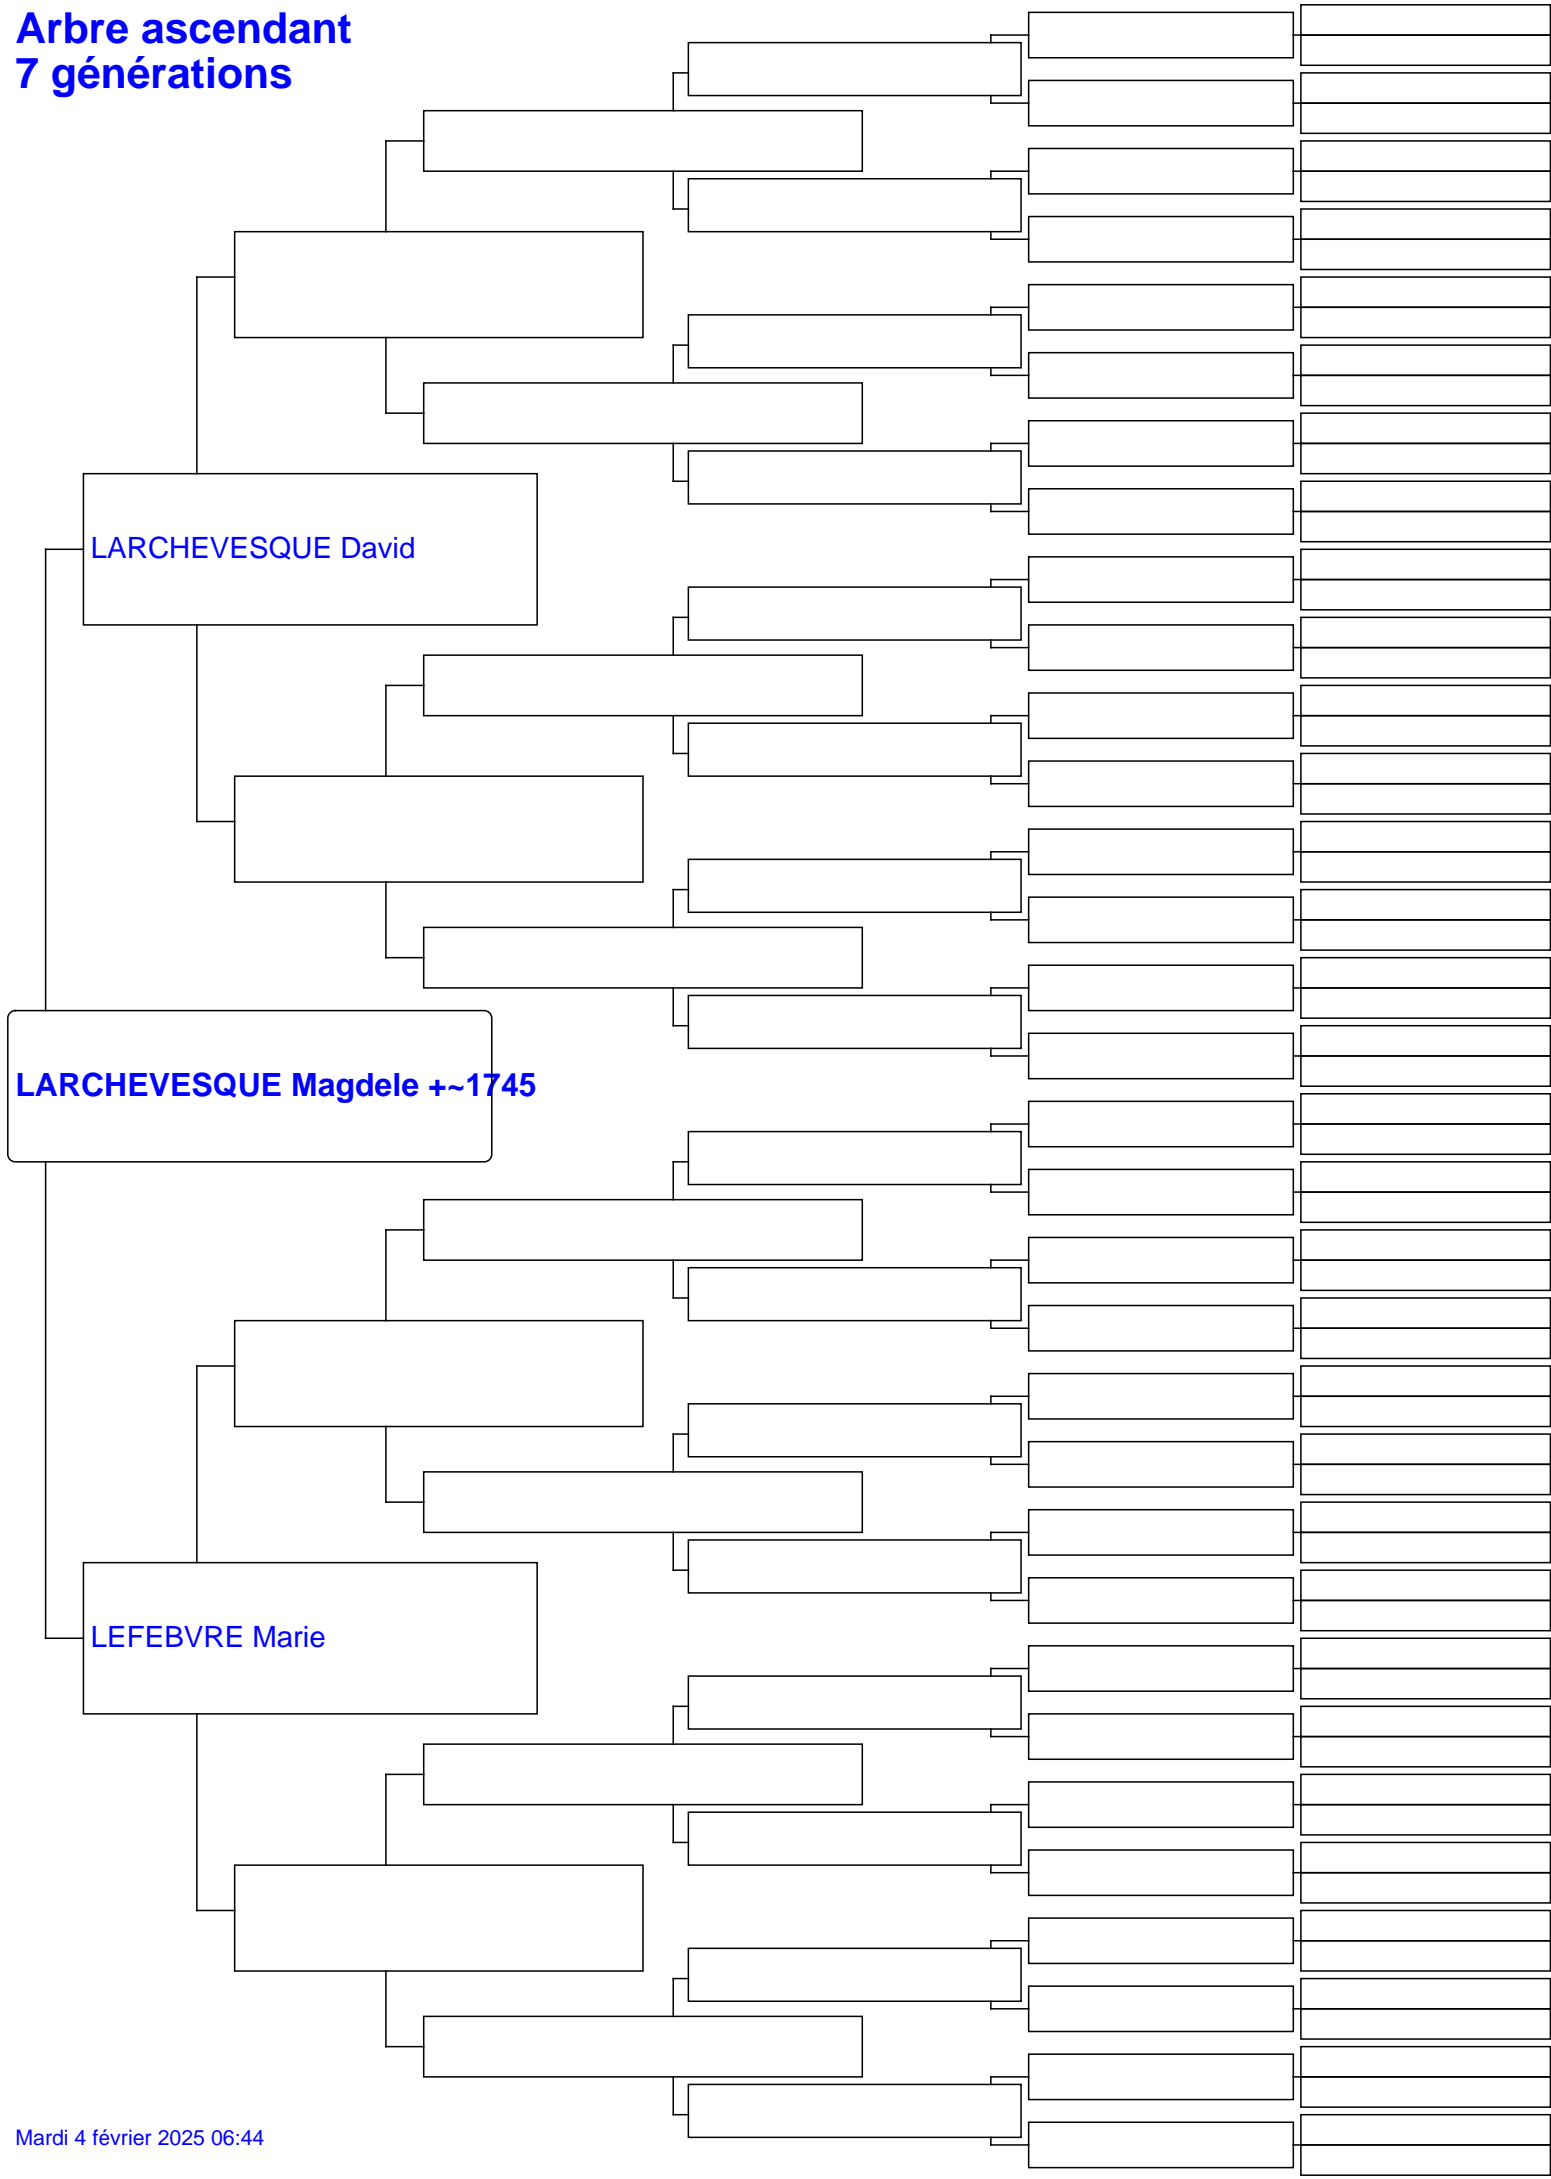 Arbre ascendant
7 générations
LARCHEVESQUE David
LARCHEVESQUE Magdele +~1745
LEFEBVRE Marie
Mardi 4 février 2025 06:44